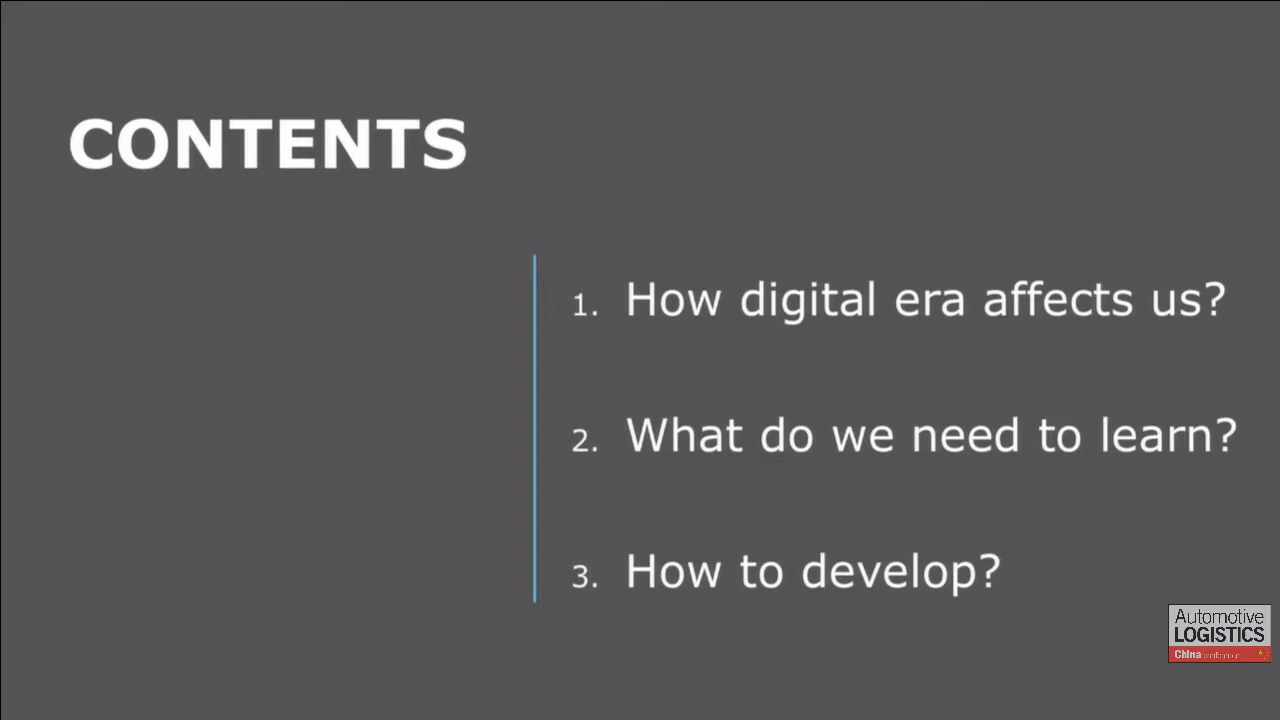 CONTENTS
1. How digital era affects us?
2. What do we need to learn?
3. How to develop?
Automotive
LOGISTICS
China conference